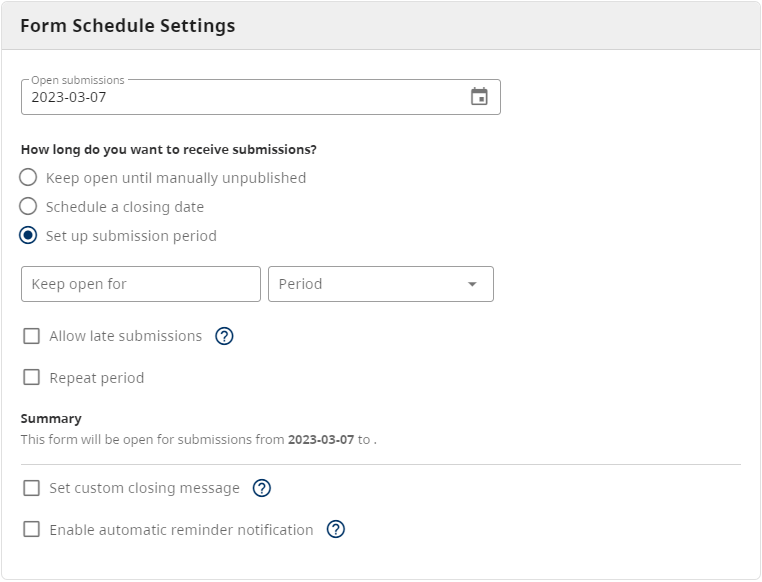 Form Schedule Settings
Open submissions
2023-03-07
How long do you want to receive submissions?
Keep open until manually unpublished
Schedule a closing date
Set up submission period
Keep open for Period
Allow late submissions ?
Repeat period
Summary
This form will be open for submissions from 2023-03-07 to .
Set custom closing message ?
Enable automatic reminder notification ?